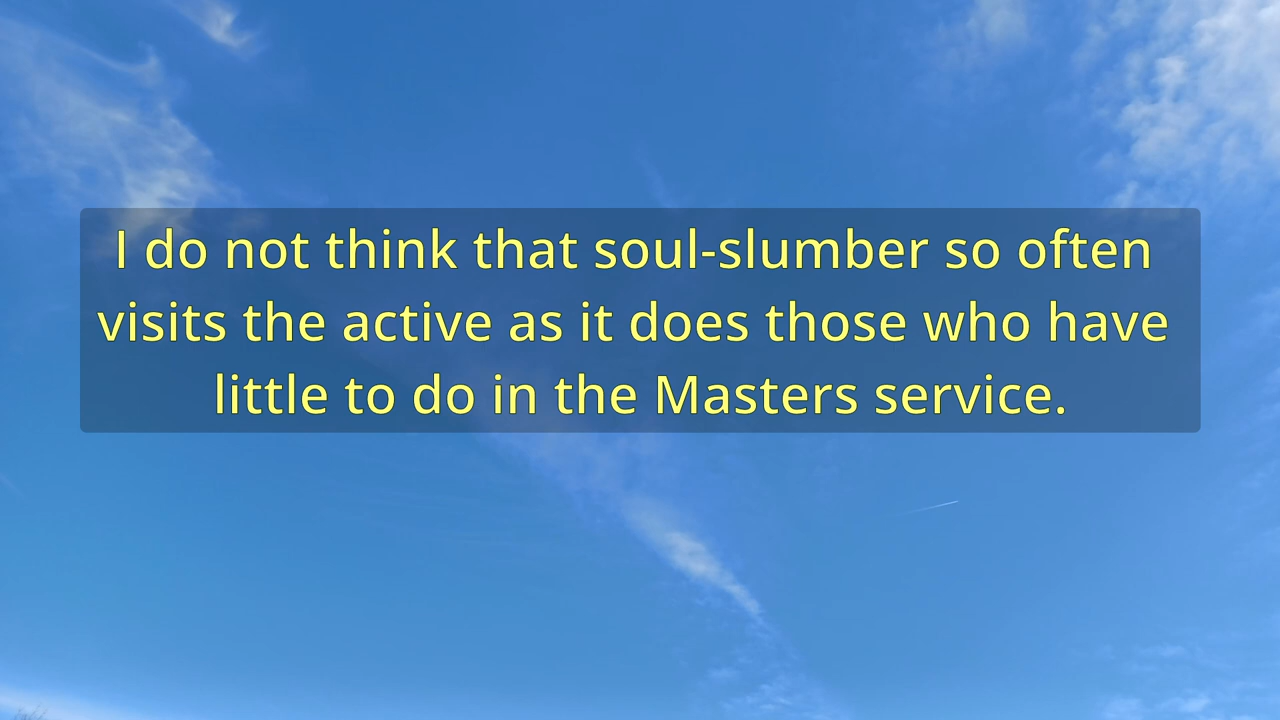 I do not think that soul-slumber so often
visits the active as it does those who have
little to do in the Masters service.